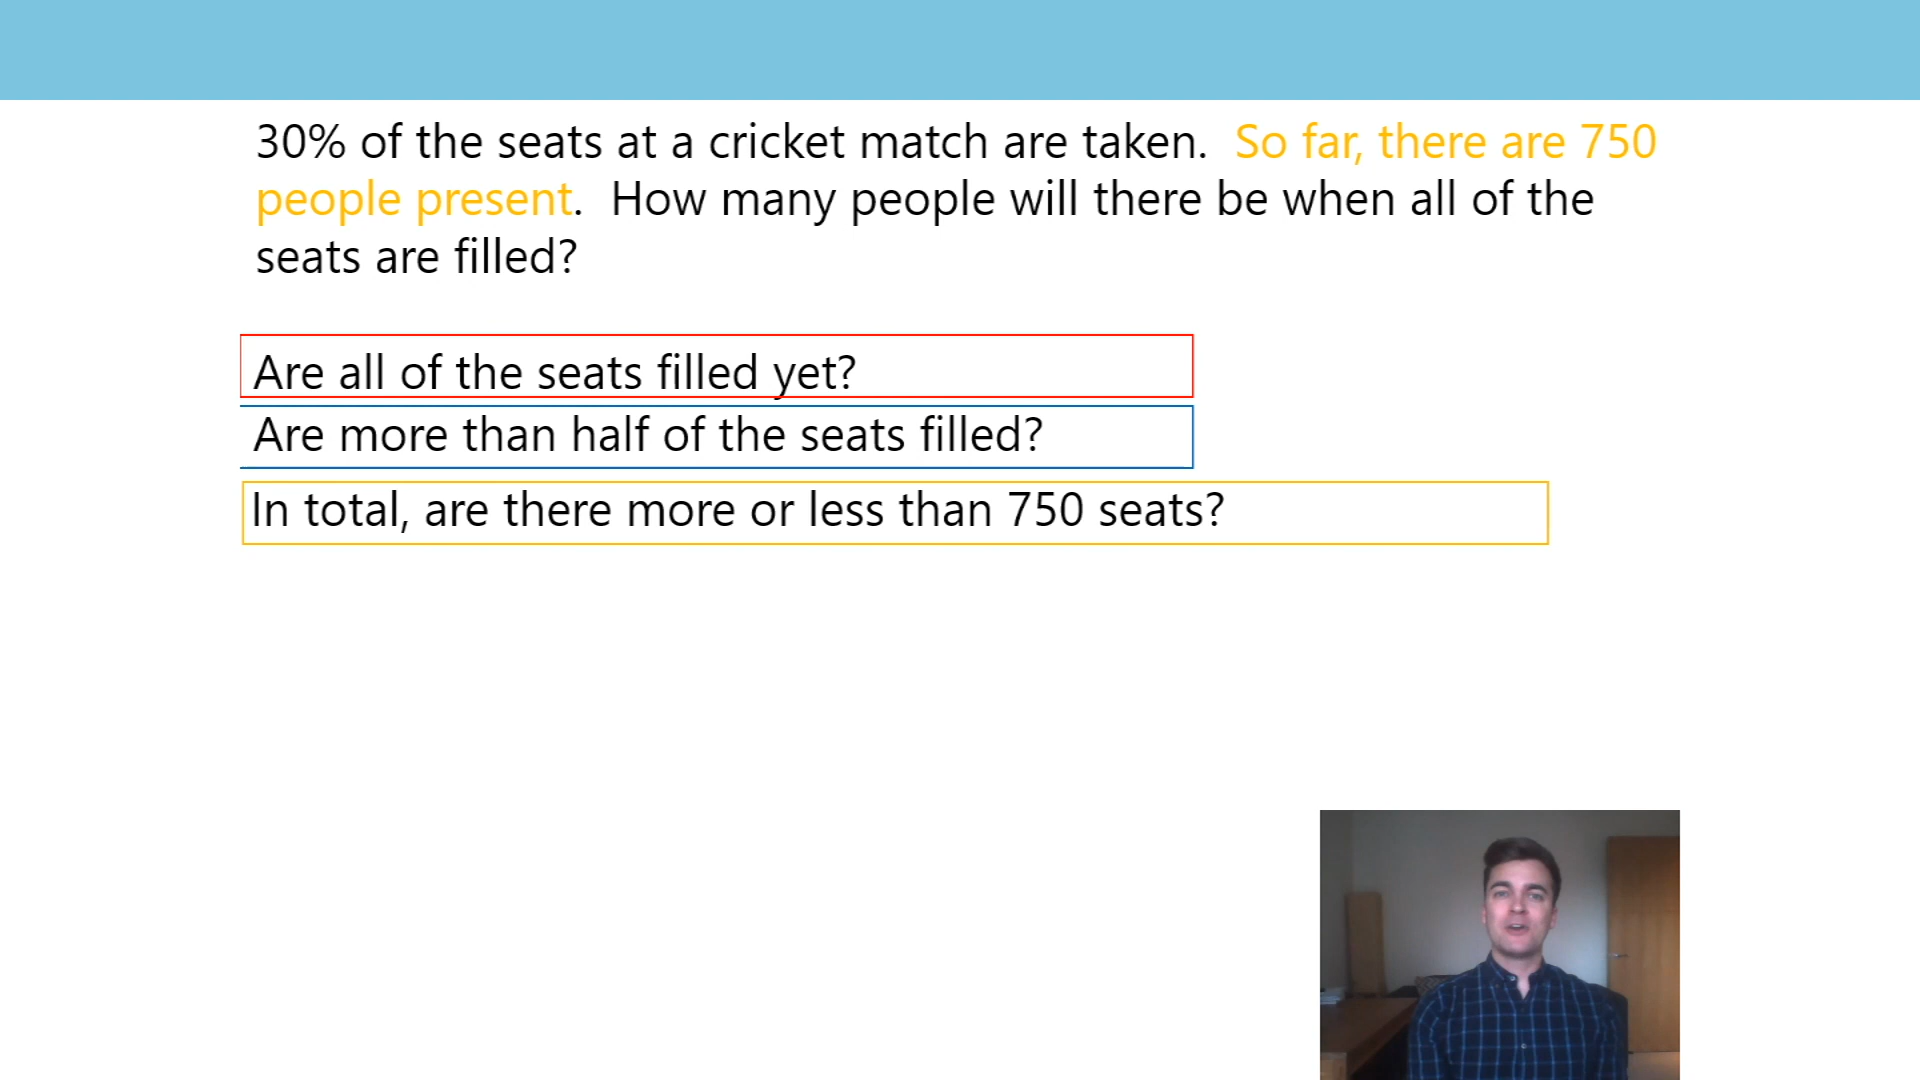 30% of the seats at a cricket match are taken. So far, there are 750
people present. How many people will there be when all of the
seats are filled?
Are all of the seats filled yet?
Are more than half of the seats filled?
In total, are there more or less than 750 seats?